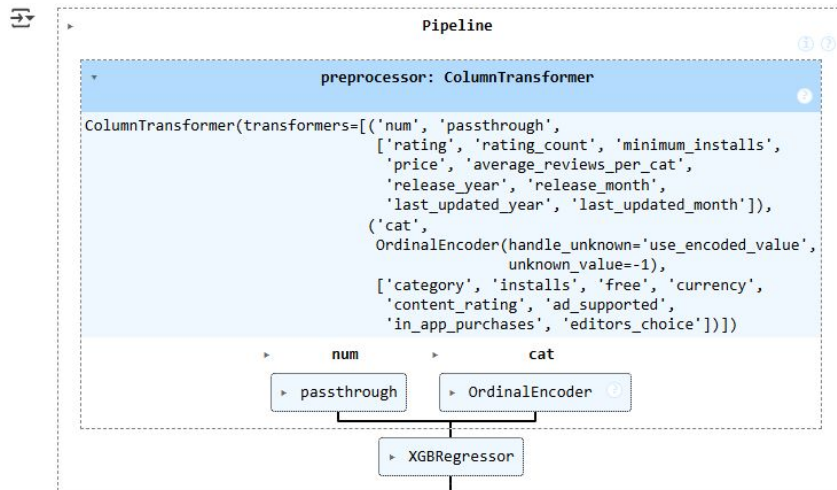 Pipeline
preprocessor: ColumnTransformer
ColumnTransformer(transformers=[('num', 'passthrough',
['rating', 'rating_count', 'minimum_installs',
'price', 'average_reviews_per_cat',
'release_year', 'release_month',
'last_updated_year', 'last_updated_month']),
('cat',
OrdinalEncoder(handle_unknown='use_encoded_value',
unknown_value=-1),
['category', 'installs', 'free', 'currency',
'content_rating', 'ad_supported',
'in_app_purchases', 'editors_choice'])])
num cat
passthrough OrdinalEncoder ?
XGBRegressor